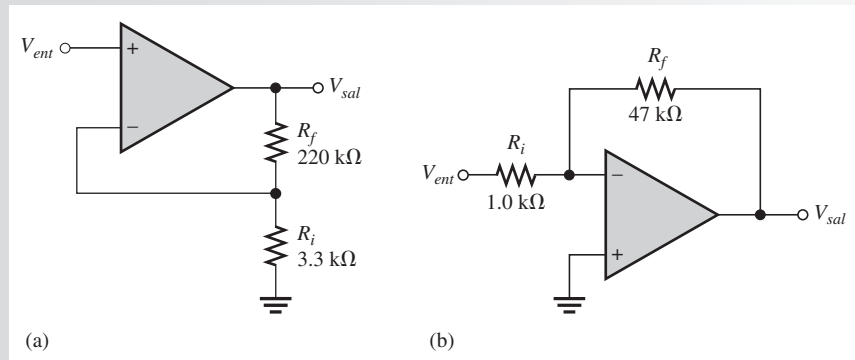 V_ent
+
V_sal
−
R_f
220 kΩ
R_i
3.3 kΩ
(a)
R_f
47 kΩ
R_i
V_ent
1.0 kΩ
−
V_sal
+
(b)